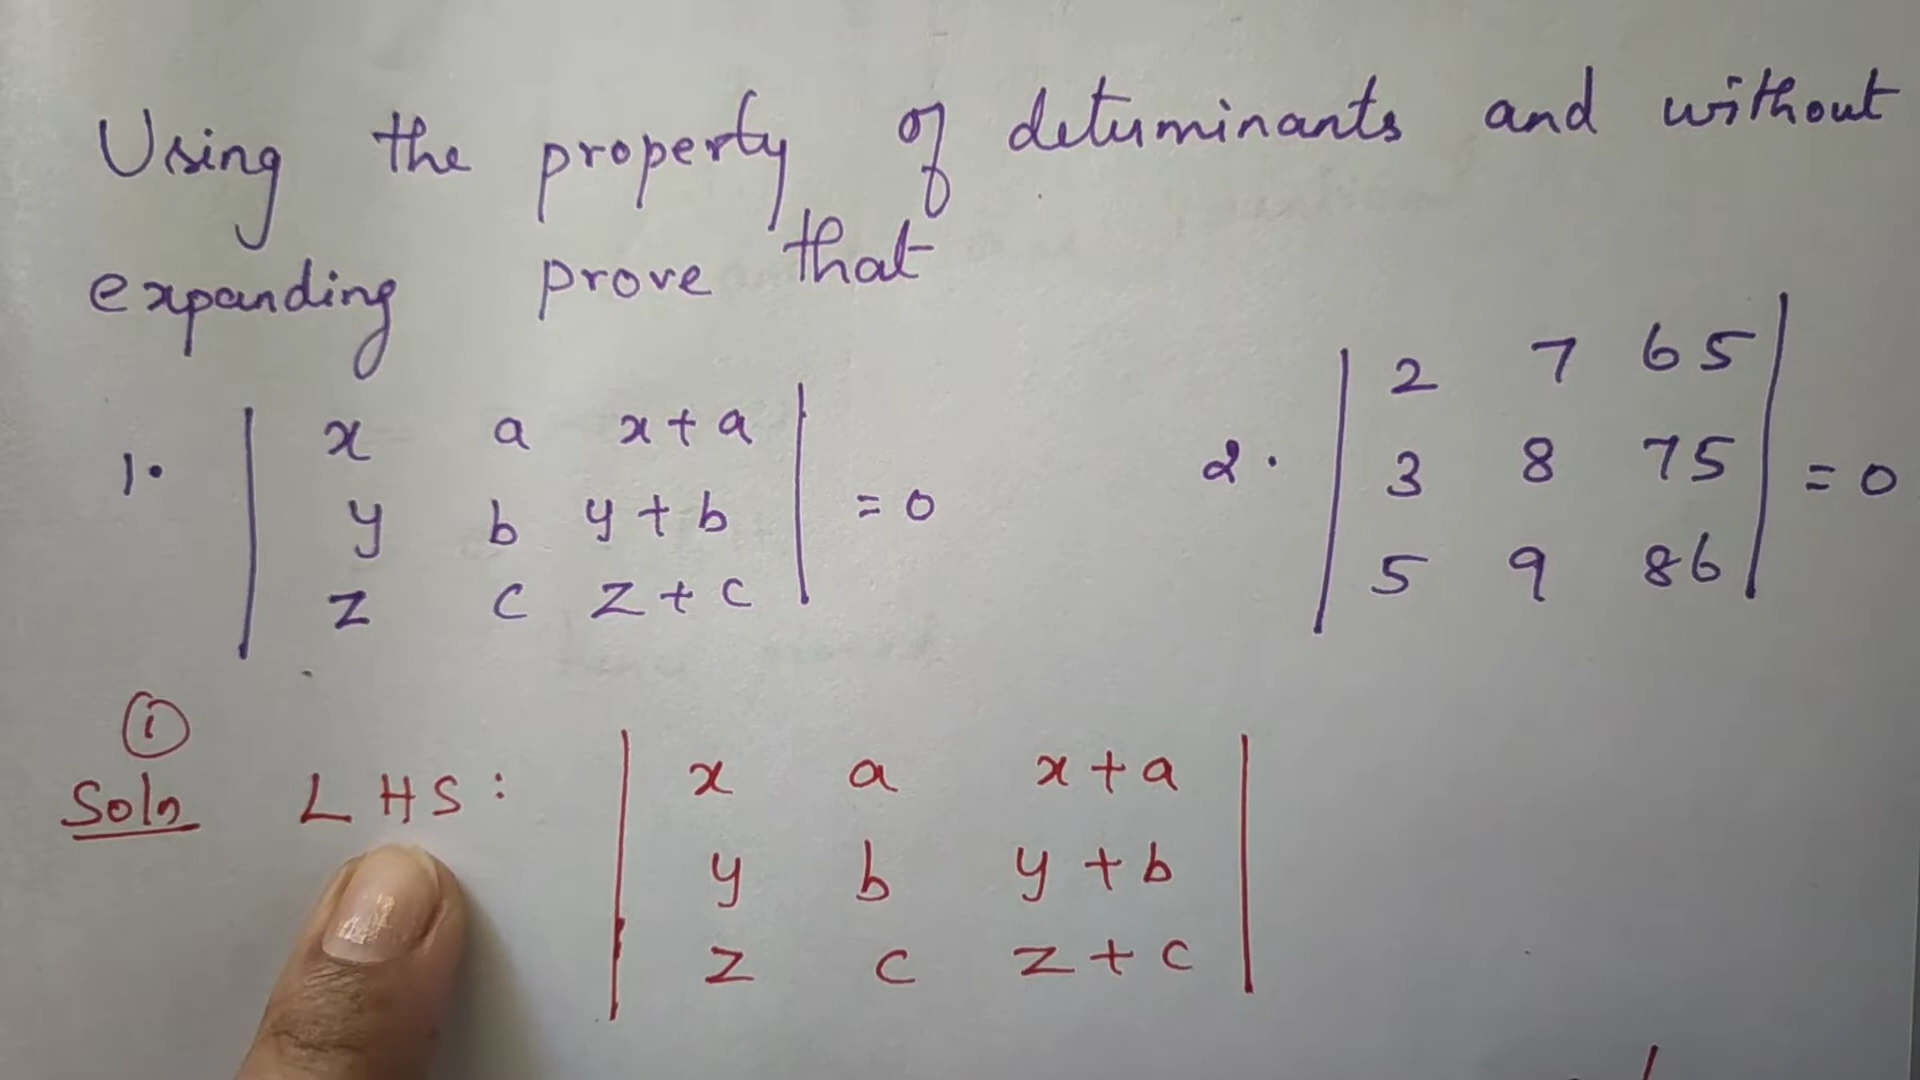 Using the property of determinants and without
expanding prove that
1. | x a x+a |
| y b y+b | = 0
| z c z+c |
2. | 2 7 65 |
| 3 8 75 | = 0
| 5 9 86 |
①
Soln LHS: | x a x+a |
| y b y+b |
| z c z+c |